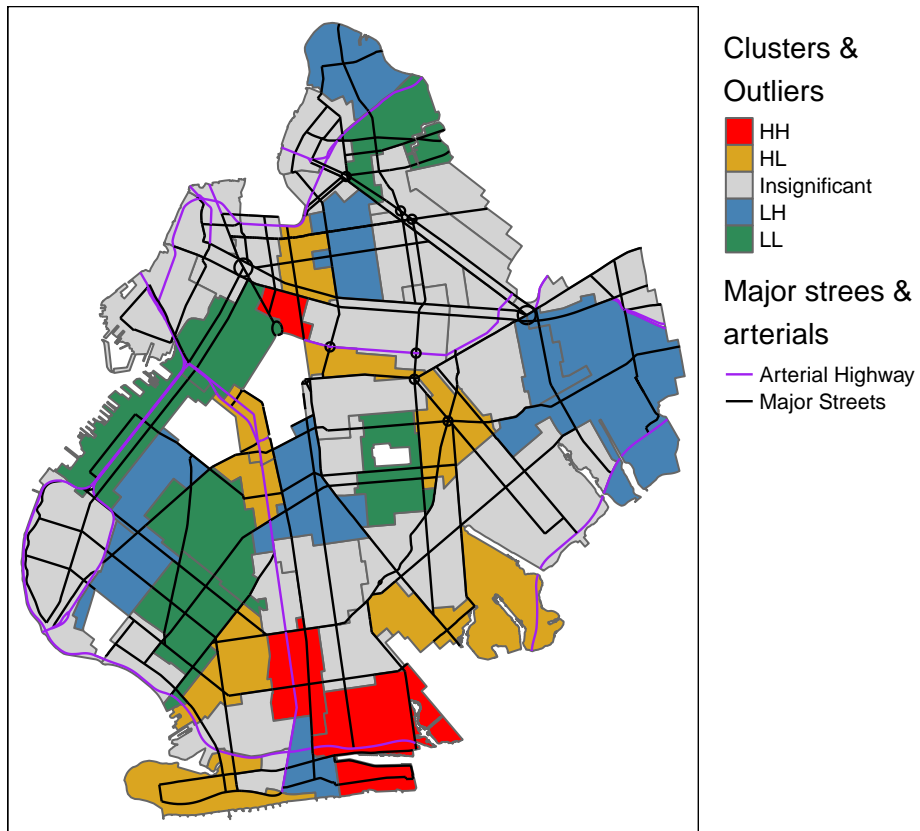 Clusters &
Outliers
HH
HL
Insignificant
LH
LL
Major strees &
arterials
Arterial Highway
Major Streets